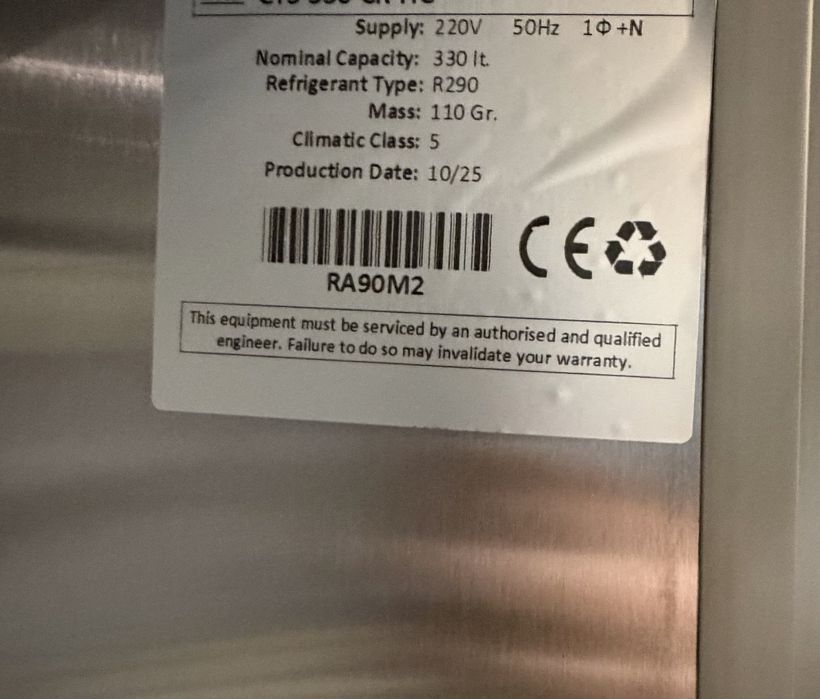 Supply: 220V 50Hz 1Φ+N
Nominal Capacity: 330 lt.
Refrigerant Type: R290
Mass: 110 Gr.
Climatic Class: 5
Production Date: 10/25
CE
RA90M2
This equipment must be serviced by an authorised and qualified
engineer. Failure to do so may invalidate your warranty.